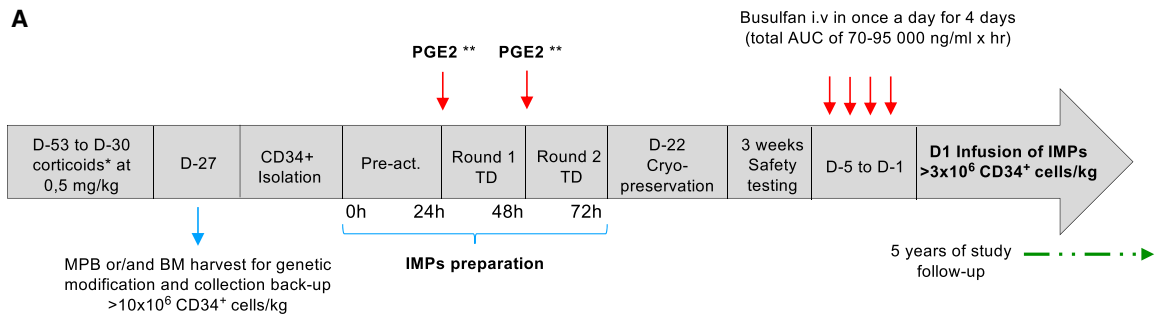 A
Busulfan i.v in once a day for 4 days
(total AUC of 70-95 000 ng/ml x hr)
PGE2 ** PGE2 **
D-53 to D-30
corticoids* at
0,5 mg/kg
D-27
CD34+
Isolation
Pre-act.
Round 1
TD
Round 2
TD
D-22
Cryo-
preservation
3 weeks
Safety
testing
D-5 to D-1
D1 Infusion of IMPs
>3x10⁶ CD34⁺ cells/kg
0h 24h 48h 72h
IMPs preparation
MPB or/and BM harvest for genetic
modification and collection back-up
>10x10⁶ CD34⁺ cells/kg
5 years of study
follow-up